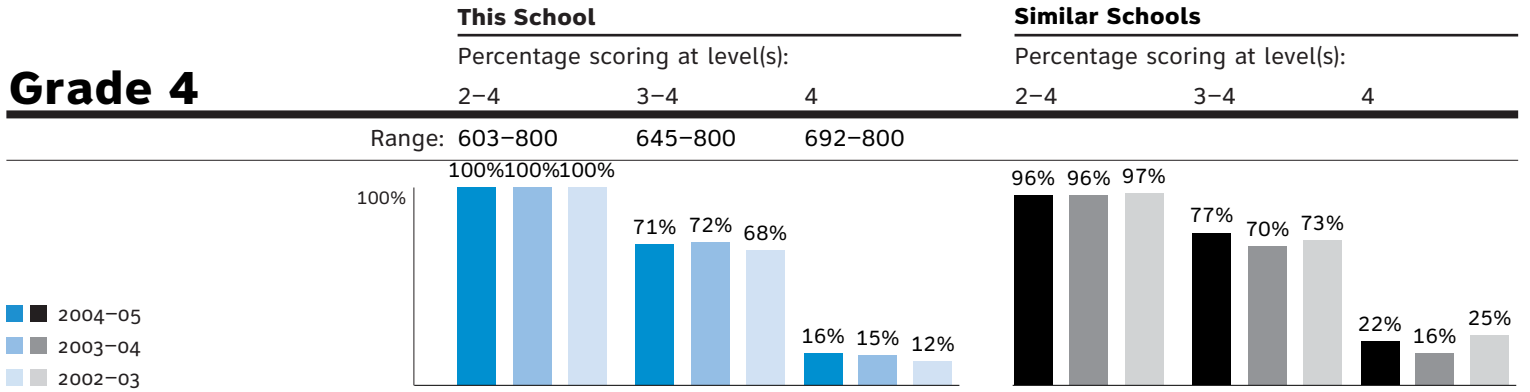 This School Similar Schools
Percentage scoring at level(s): Percentage scoring at level(s):
Grade 4 2–4 3–4 4 2–4 3–4 4
Range: 603–800 645–800 692–800
100% 100% 100% 96% 96% 97%
100%
71% 72% 68% 77% 70% 73%
16% 15% 12% 22% 16% 25%
2004–05
2003–04
2002–03